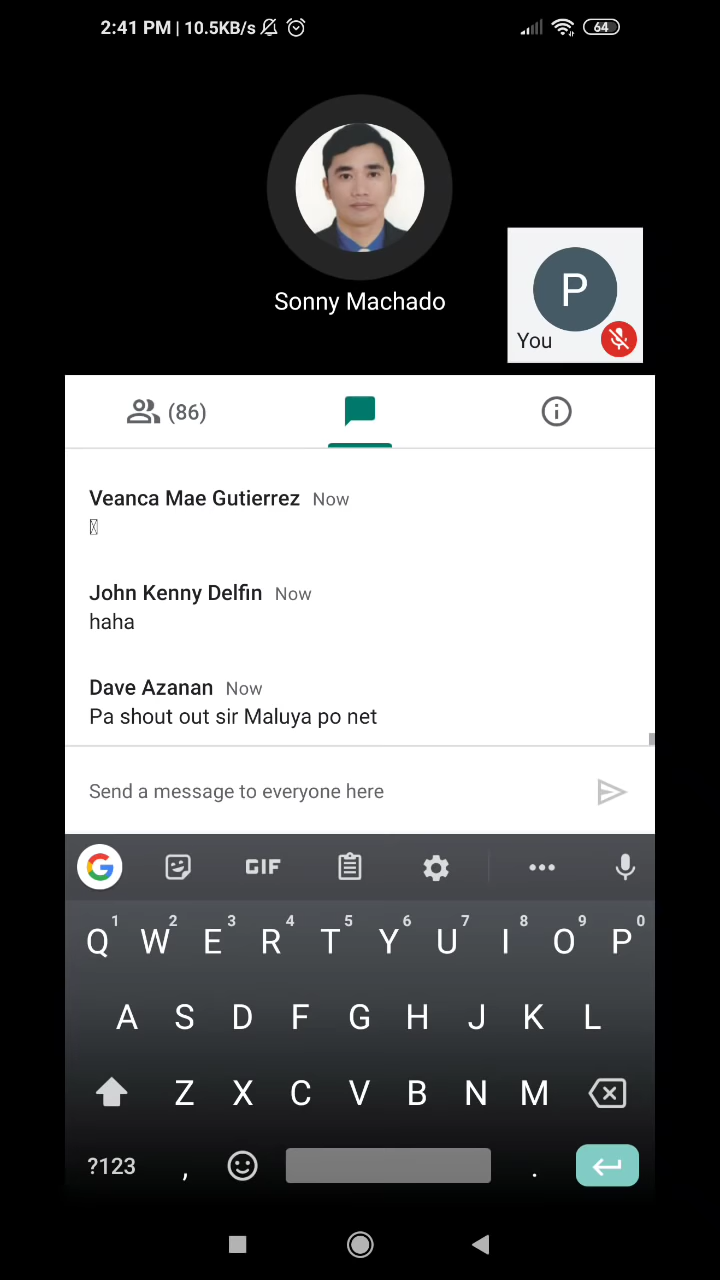 2:41 PM | 10.5KB/s 64
Sonny Machado
P
You
(86)
Veanca Mae Gutierrez Now
John Kenny Delfin Now
haha
Dave Azanan Now
Pa shout out sir Maluya po net
Send a message to everyone here
G GIF
1 2 3 4 5 6 7 8 9 0
Q W E R T Y U I O P
A S D F G H J K L
Z X C V B N M
?123 , .